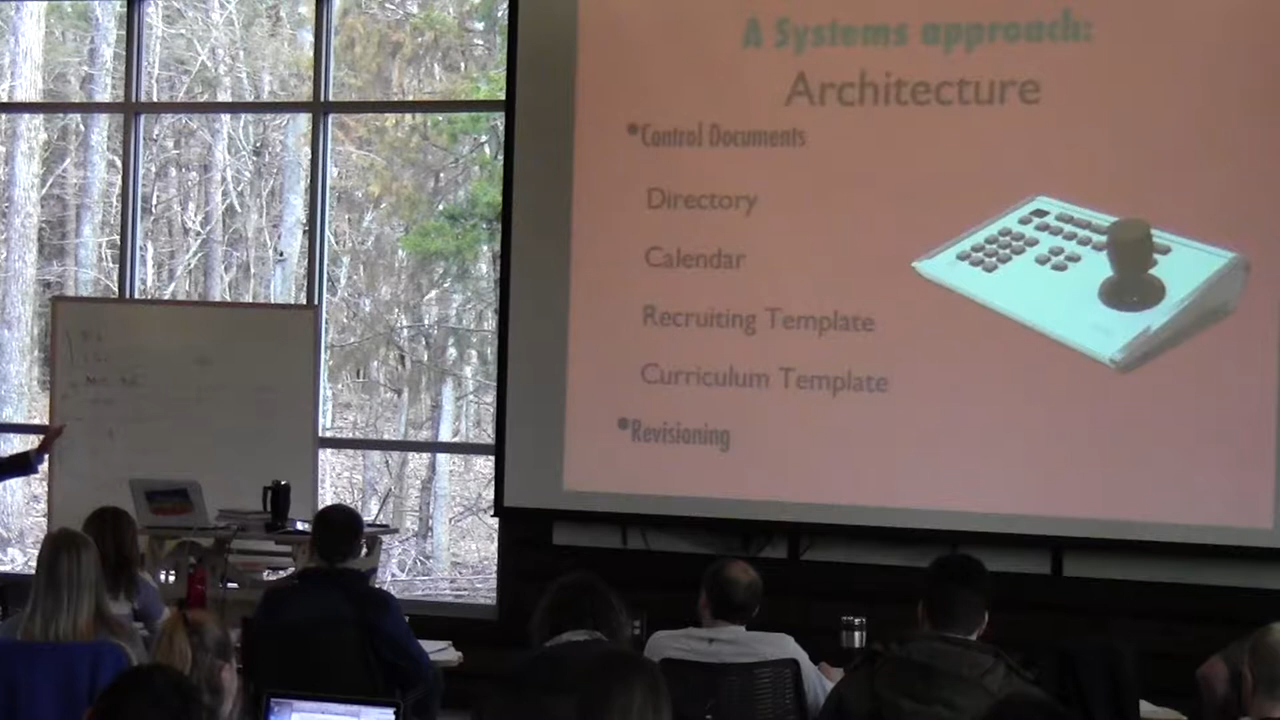 A Systems approach:
Architecture
•Control Documents
Directory
Calendar
Recruiting Template
Curriculum Template
•Revisioning